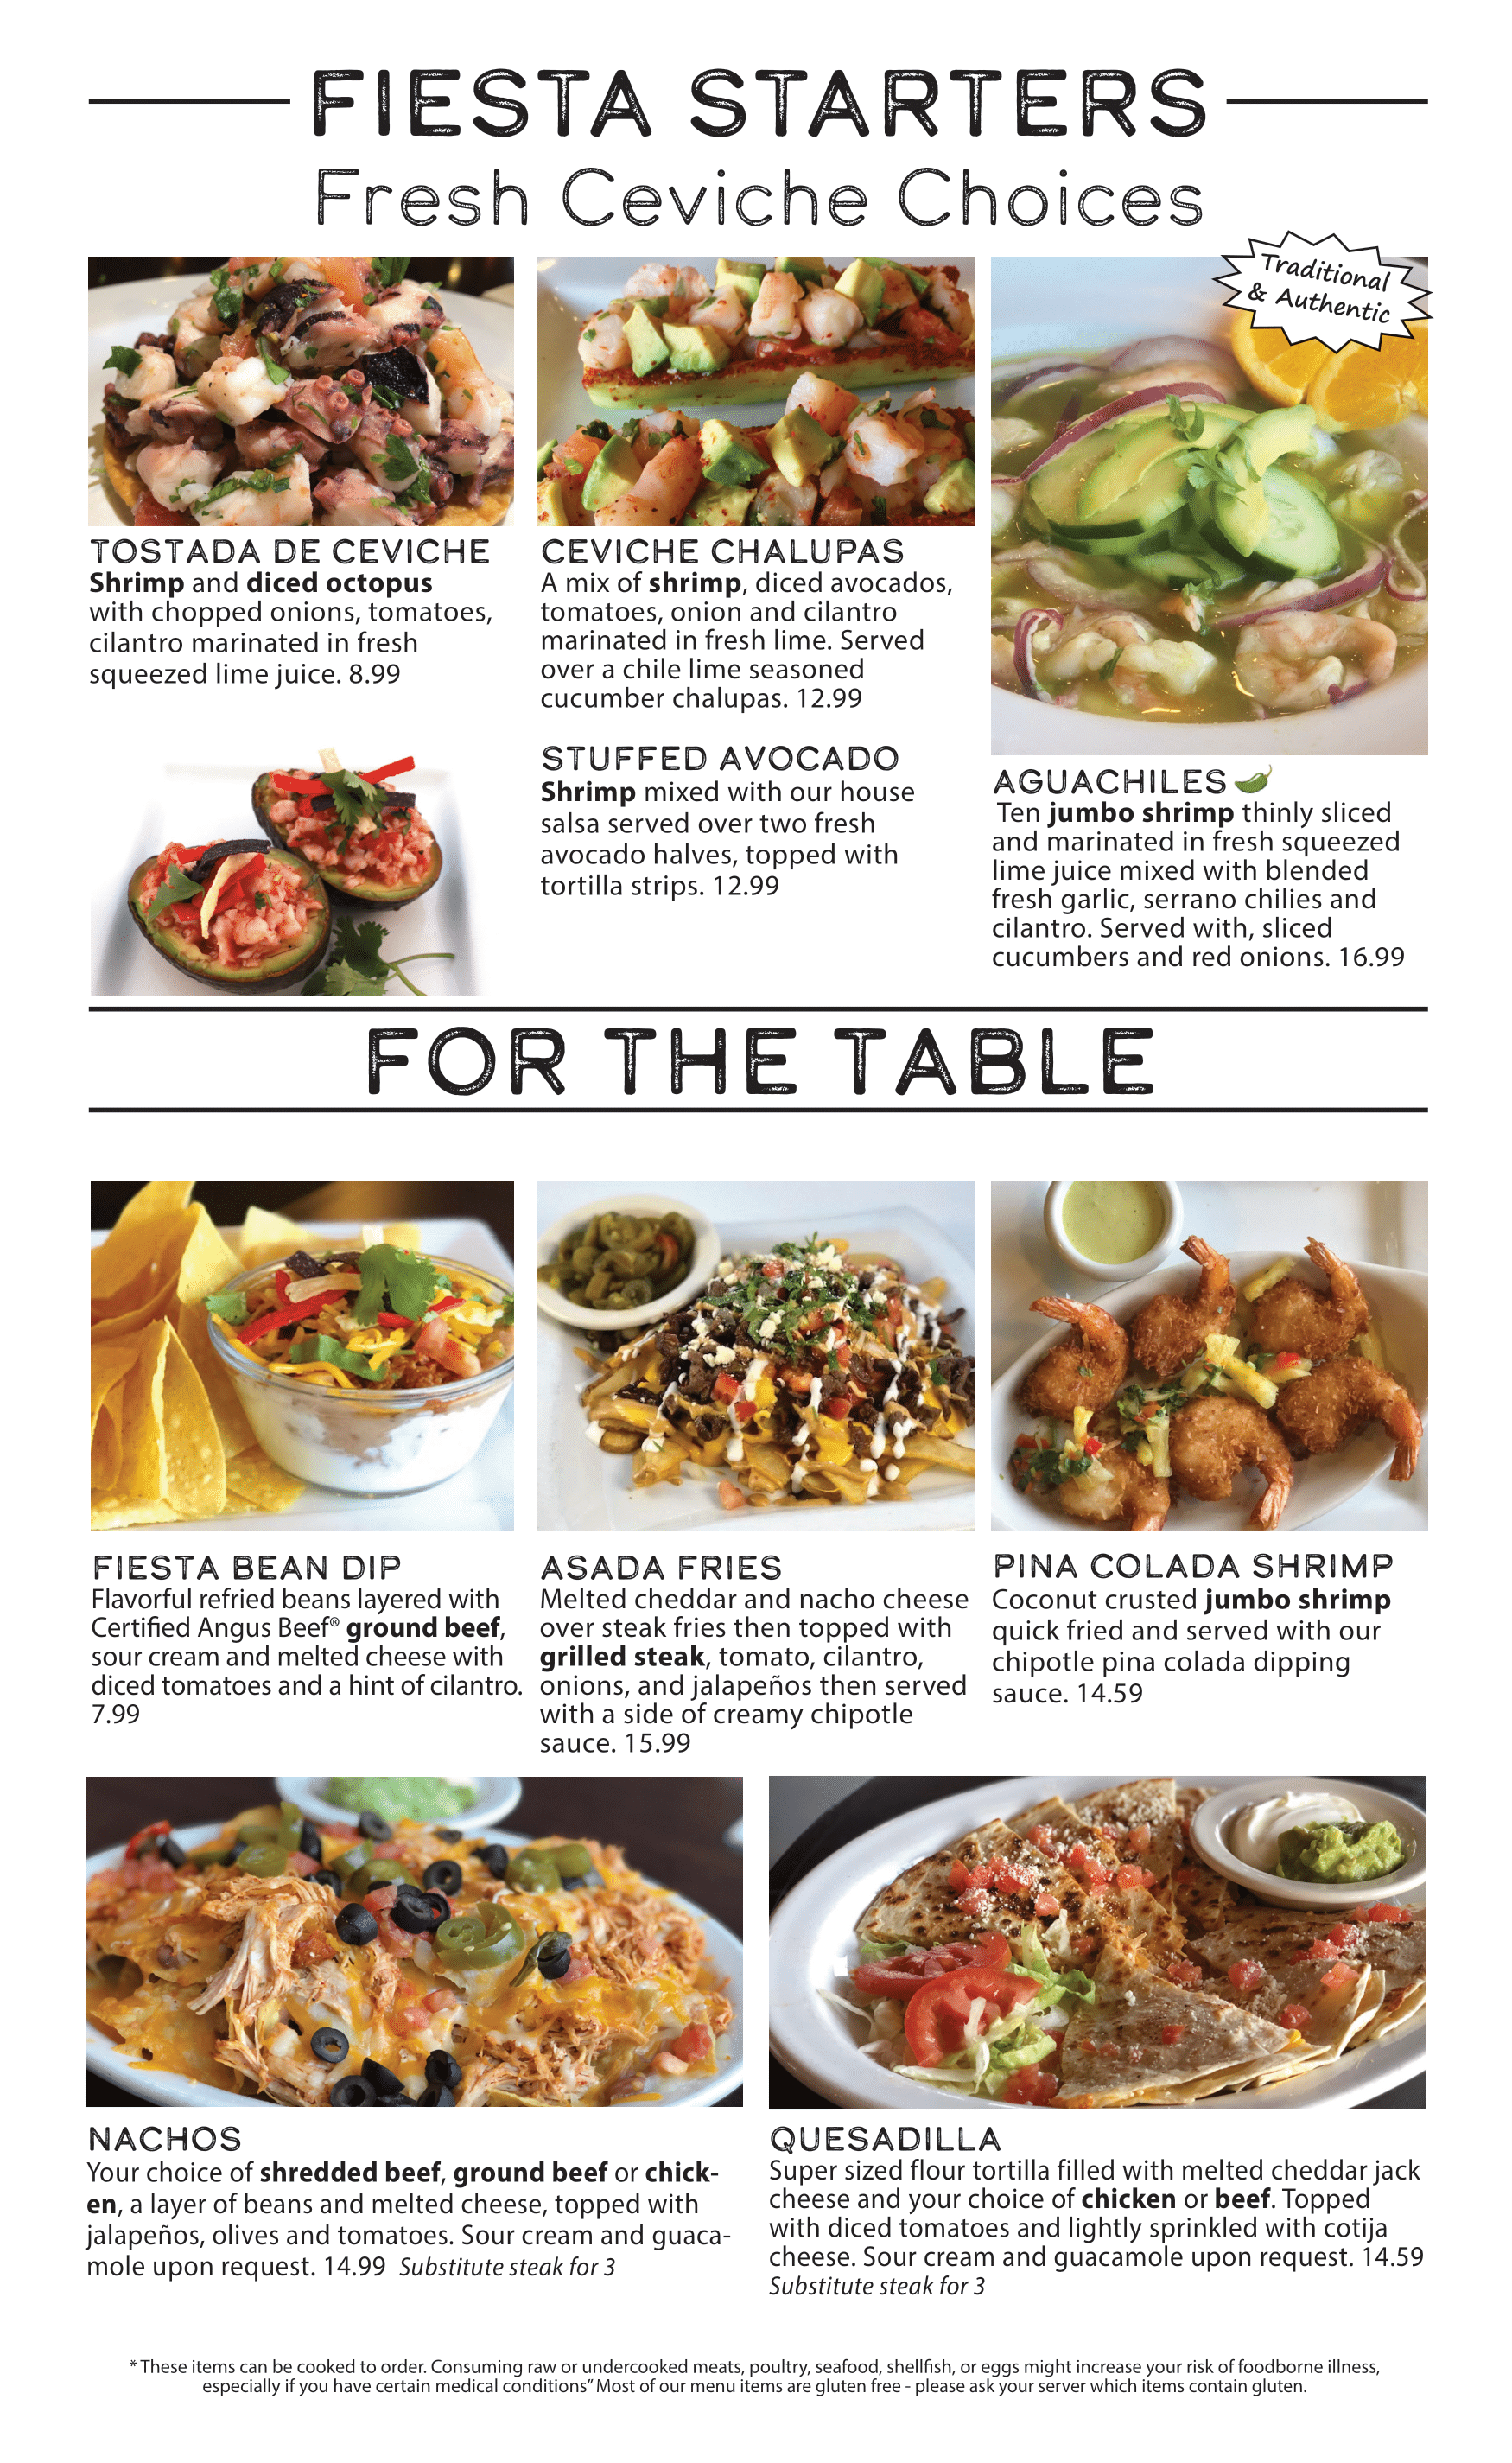 FIESTA STARTERS
Fresh Ceviche Choices
Traditional
& Authentic
TOSTADA DE CEVICHE
Shrimp and diced octopus
with chopped onions, tomatoes,
cilantro marinated in fresh
squeezed lime juice. 8.99
CEVICHE CHALUPAS
A mix of shrimp, diced avocados,
tomatoes, onion and cilantro
marinated in fresh lime. Served
over a chile lime seasoned
cucumber chalupas. 12.99
STUFFED AVOCADO
Shrimp mixed with our house
salsa served over two fresh
avocado halves, topped with
tortilla strips. 12.99
AGUACHILES
Ten jumbo shrimp thinly sliced
and marinated in fresh squeezed
lime juice mixed with blended
fresh garlic, serrano chilies and
cilantro. Served with, sliced
cucumbers and red onions. 16.99
FOR THE TABLE
FIESTA BEAN DIP
Flavorful refried beans layered with
Certified Angus Beef® ground beef,
sour cream and melted cheese with
diced tomatoes and a hint of cilantro.
7.99
ASADA FRIES
Melted cheddar and nacho cheese
over steak fries then topped with
grilled steak, tomato, cilantro,
onions, and jalapeños then served
with a side of creamy chipotle
sauce. 15.99
PINA COLADA SHRIMP
Coconut crusted jumbo shrimp
quick fried and served with our
chipotle pina colada dipping
sauce. 14.59
NACHOS
Your choice of shredded beef, ground beef or chick-
en, a layer of beans and melted cheese, topped with
jalapeños, olives and tomatoes. Sour cream and guaca-
mole upon request. 14.99 Substitute steak for 3
QUESADILLA
Super sized flour tortilla filled with melted cheddar jack
cheese and your choice of chicken or beef. Topped
with diced tomatoes and lightly sprinkled with cotija
cheese. Sour cream and guacamole upon request. 14.59
Substitute steak for 3
* These items can be cooked to order. Consuming raw or undercooked meats, poultry, seafood, shellfish, or eggs might increase your risk of foodborne illness,
especially if you have certain medical conditions" Most of our menu items are gluten free - please ask your server which items contain gluten.